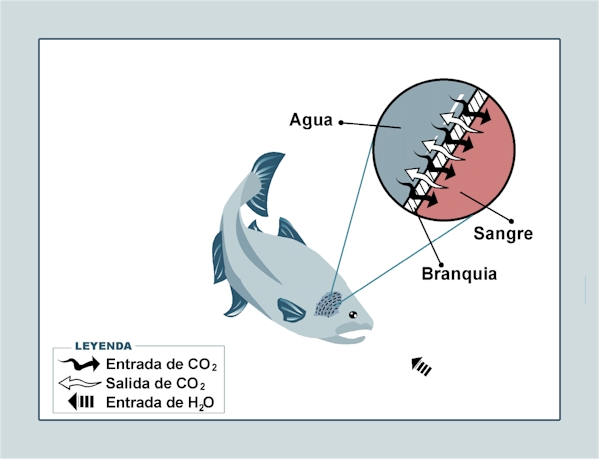 Agua
Sangre
Branquia
LEYENDA
Entrada de CO₂
Salida de CO₂
Entrada de H₂O